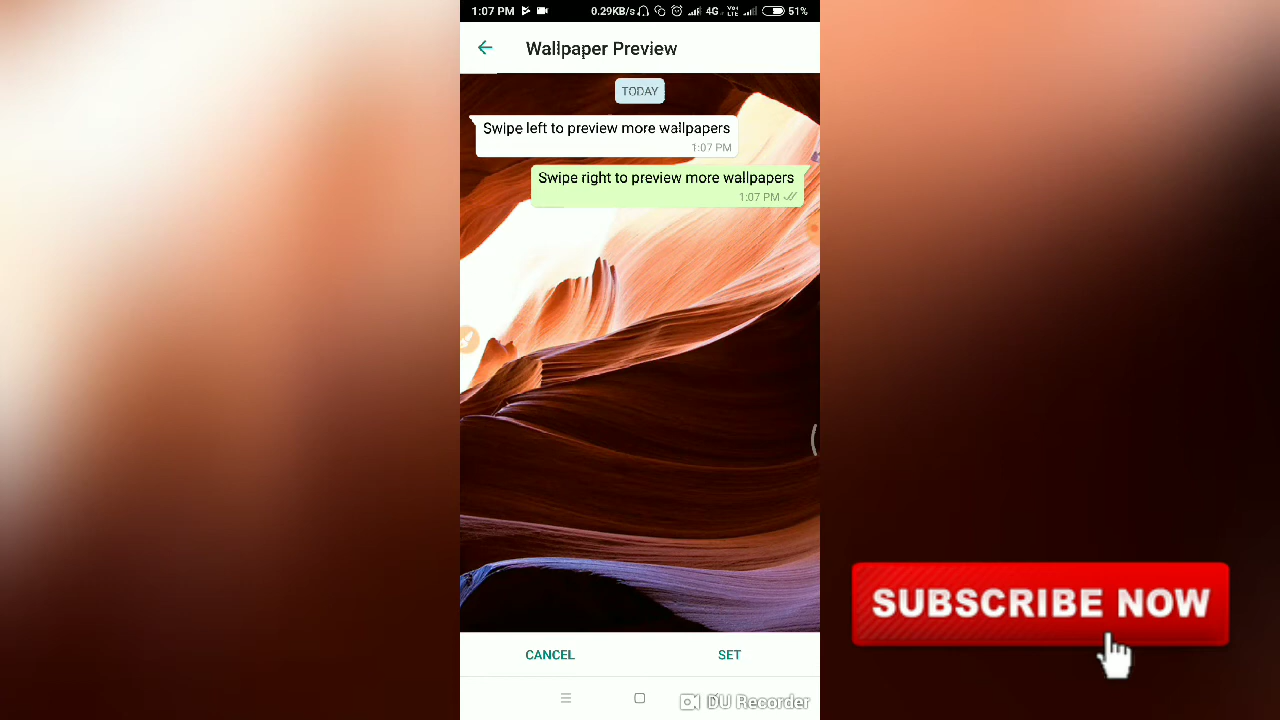 1:07 PM 0.29KB/s 4G VoLTE 51%
Wallpaper Preview
TODAY
Swipe left to preview more wallpapers
1:07 PM
Swipe right to preview more wallpapers
1:07 PM
SUBSCRIBE NOW
CANCEL SET
DU Recorder